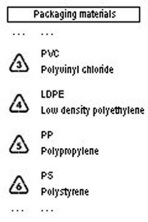 Packaging materials
... ...
PVC
3 Polyvinyl chloride
LDPE
4 Low density polyethylene
PP
5 Polypropylene
PS
6 Polystyrene
... ...